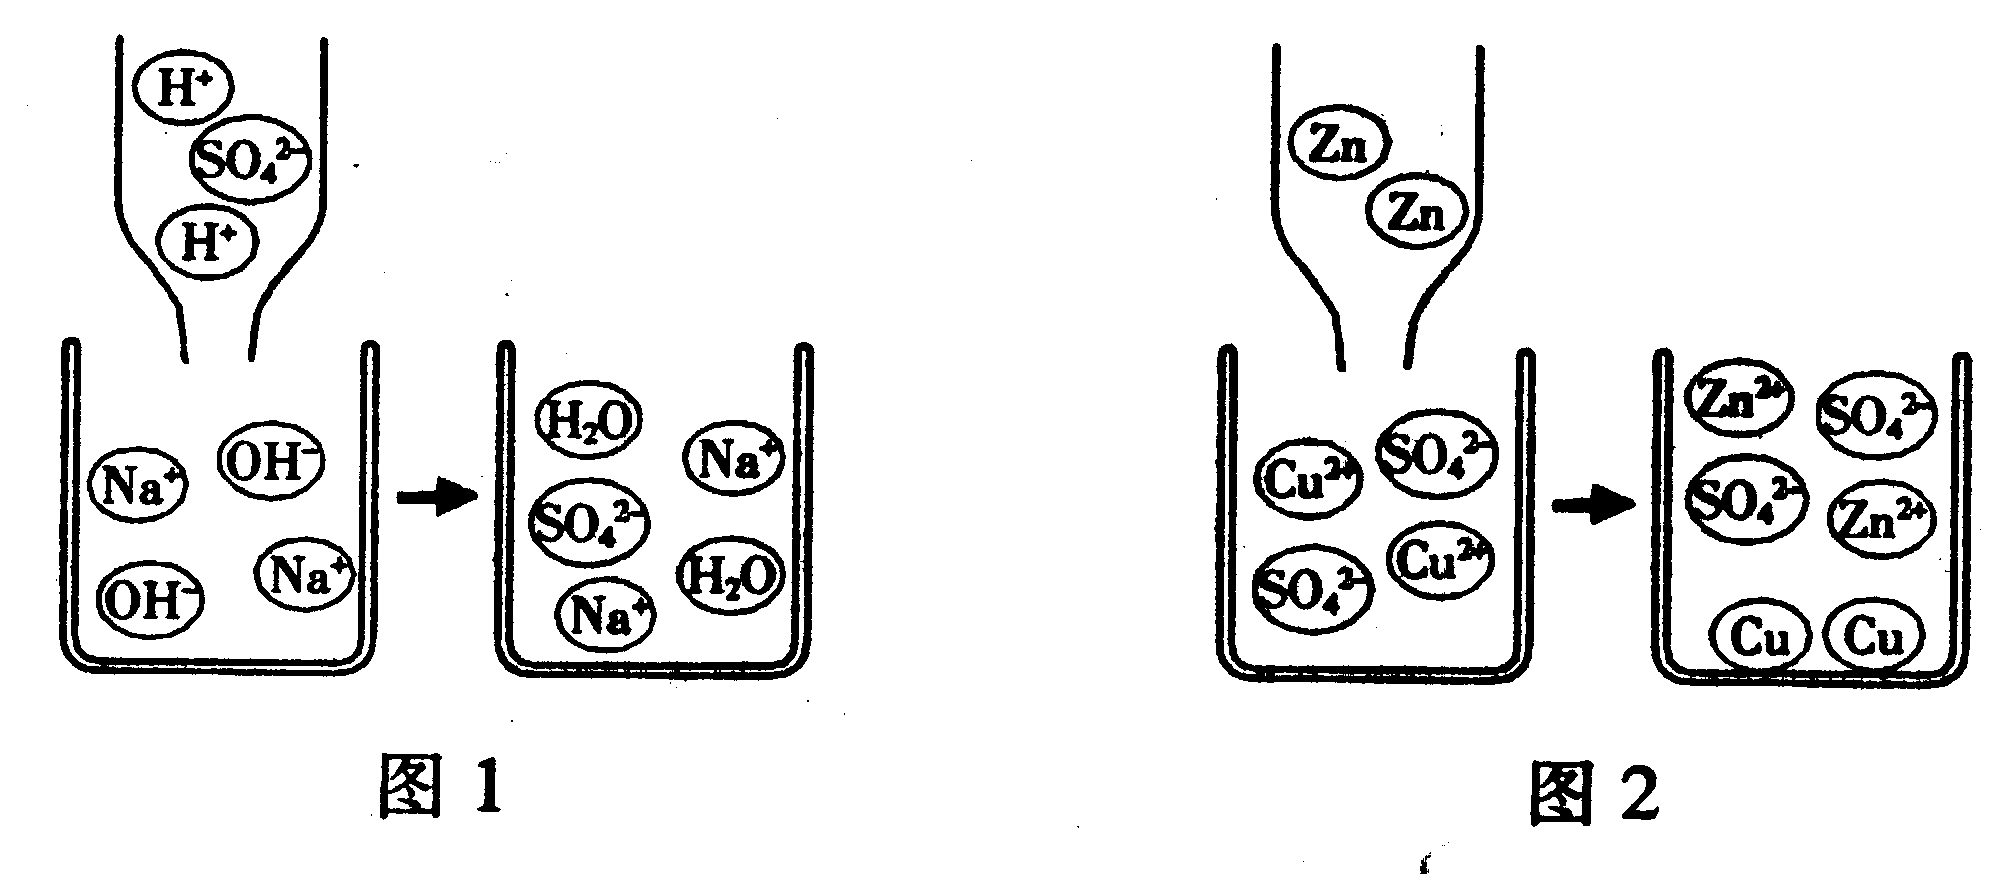 H⁺
SO₄²⁻
H⁺
Na⁺
OH⁻
OH⁻
Na⁺
H₂O
Na⁺
SO₄²⁻
H₂O
Na⁺
图 1
Zn
Zn
Cu²⁺
SO₄²⁻
SO₄²⁻
Cu²⁺
Zn²⁺
SO₄²⁻
SO₄²⁻
Zn²⁺
Cu
Cu
图 2